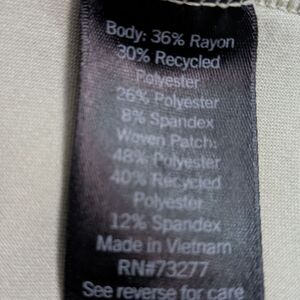 Body: 36% Rayon
30% Recycled
Polyester
26% Polyester
8% Spandex
Woven Patch:
48% Polyester
40% Recycled
Polyester
12% Spandex
Made in Vietnam
RN#73277
See reverse for care